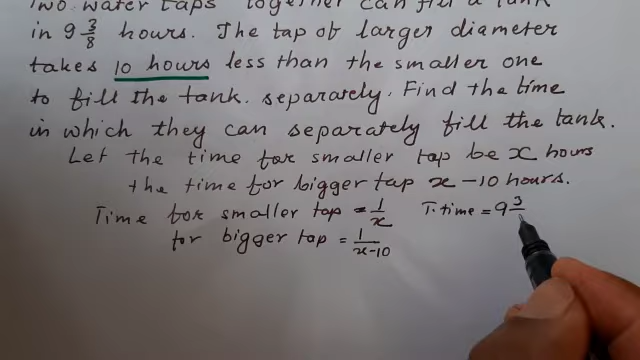 Two water taps together can fill a tank
in 9 3/8 hours. The tap of larger diameter
takes 10 hours less than the smaller one
to fill the tank. separately. Find the time
in which they can separately fill the tank.
Let the time for smaller tap be x hours
the time for bigger tap x - 10 hours.
Time for smaller tap = 1/x T. time = 9 3/
for bigger tap = 1/x-10